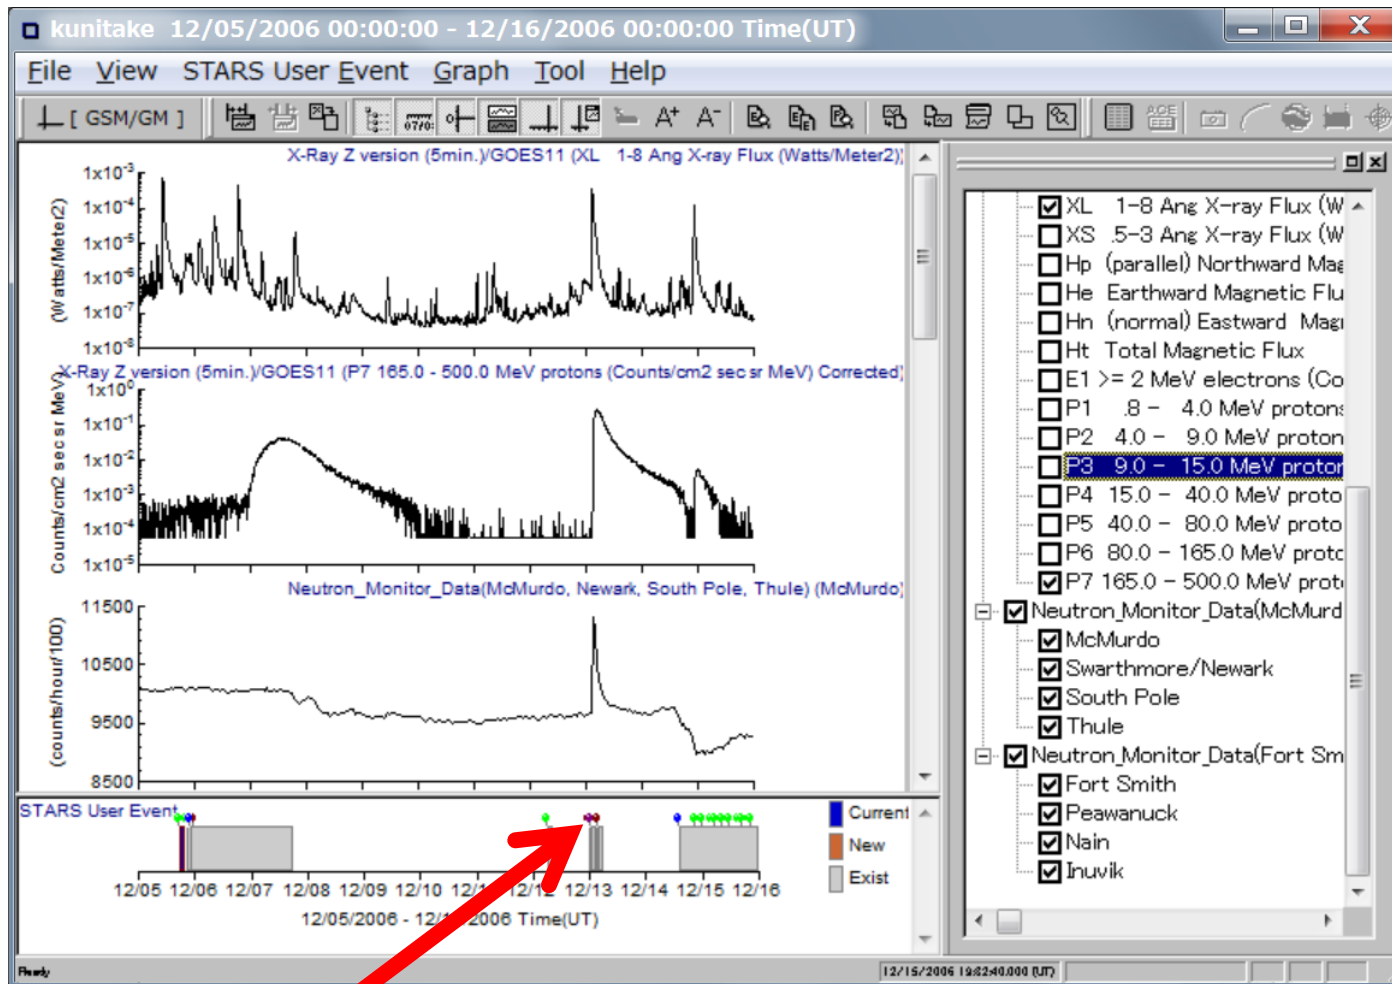 kunitake 12/05/2006 00:00:00 - 12/16/2006 00:00:00 Time(UT)
File View STARS User Event Graph Tool Help
[ GSM/GM ]
A+ A-
X-Ray Z version (5min.)/GOES11 (XL 1-8 Ang X-ray Flux (Watts/Meter2))
(Watts/Meter2)
1x10-3
1x10-4
1x10-5
1x10-6
1x10-7
1x10-8
X-Ray Z version (5min.)/GOES11 (P7 165.0 - 500.0 MeV protons (Counts/cm2 sec sr MeV) Corrected)
Counts/cm2 sec sr MeV)
1x100
1x10-1
1x10-2
1x10-3
1x10-4
1x10-5
Neutron_Monitor_Data(McMurdo, Newark, South Pole, Thule) (McMurdo)
(counts/hour/100)
11500
10500
9500
8500
STARS User Event
Current
New
Exist
12/05 12/06 12/07 12/08 12/09 12/10 12/1 12/12 12/13 12/14 12/15 12/16
12/05/2006 - 12/1 2006 Time(UT)
XL 1-8 Ang X-ray Flux (W
XS .5-3 Ang X-ray Flux (W
Hp (parallel) Northward Mag
He Earthward Magnetic Flu
Hn (normal) Eastward Magn
Ht Total Magnetic Flux
E1 >= 2 MeV electrons (Co
P1 .8 - 4.0 MeV protons
P2 4.0 - 9.0 MeV proton
P3 9.0 - 15.0 MeV proton
P4 15.0 - 40.0 MeV proto
P5 40.0 - 80.0 MeV proto
P6 80.0 - 165.0 MeV protc
P7 165.0 - 500.0 MeV prot
Neutron_Monitor_Data(McMurd
McMurdo
Swarthmore/Newark
South Pole
Thule
Neutron_Monitor_Data(Fort Sm
Fort Smith
Peawanuck
Nain
Inuvik
Ready
12/15/2006 19:52:40.000 (UT)